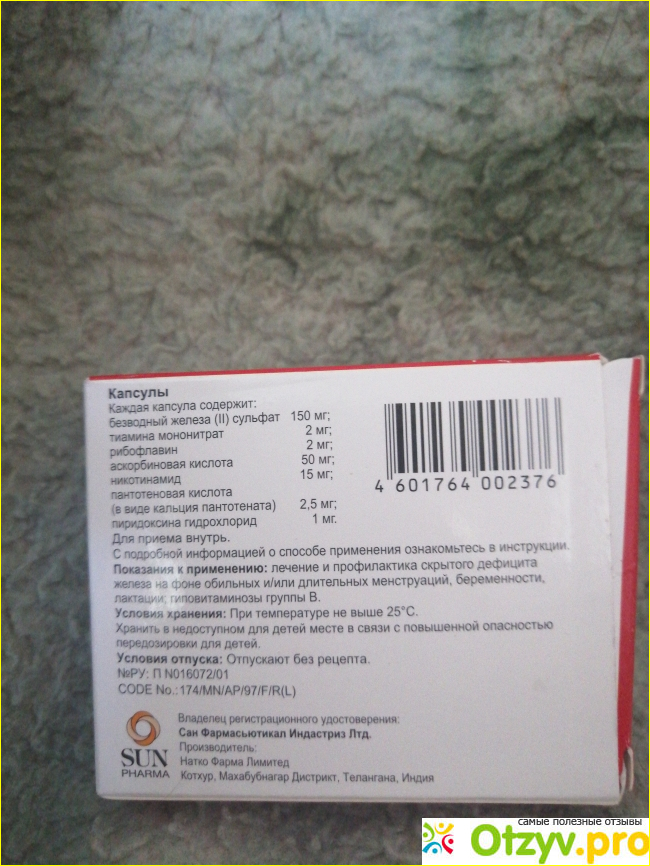 Капсулы
Каждая капсула содержит:
безводный железа (II) сульфат 150 мг;
тиамина мононитрат 2 мг;
рибофлавин 2 мг;
аскорбиновая кислота 50 мг;
никотинамид 15 мг;
пантотеновая кислота
(в виде кальция пантотената) 2,5 мг;
пиридоксина гидрохлорид 1 мг.
Для приема внутрь.
С подробной информацией о способе применения ознакомьтесь в инструкции.
Показания к применению: лечение и профилактика скрытого дефицита
железа на фоне обильных и/или длительных менструаций, беременности,
лактации; гиповитаминозы группы В.
Условия хранения: При температуре не выше 25°С.
Хранить в недоступном для детей месте в связи с повышенной опасностью
передозировки для детей.
Условия отпуска: Отпускают без рецепта.
№РУ: П N016072/01
CODE No.:174/MN/AP/97/F/R(L)
4 601764 002376
SUN
PHARMA
Владелец регистрационного удостоверения:
Сан Фармасьютикал Индастриз Лтд.
Производитель:
Натко Фарма Лимитед
Котхур, Махабубнагар Дистрикт, Телангана, Индия
самые полезные отзывы
Otzyv.pro